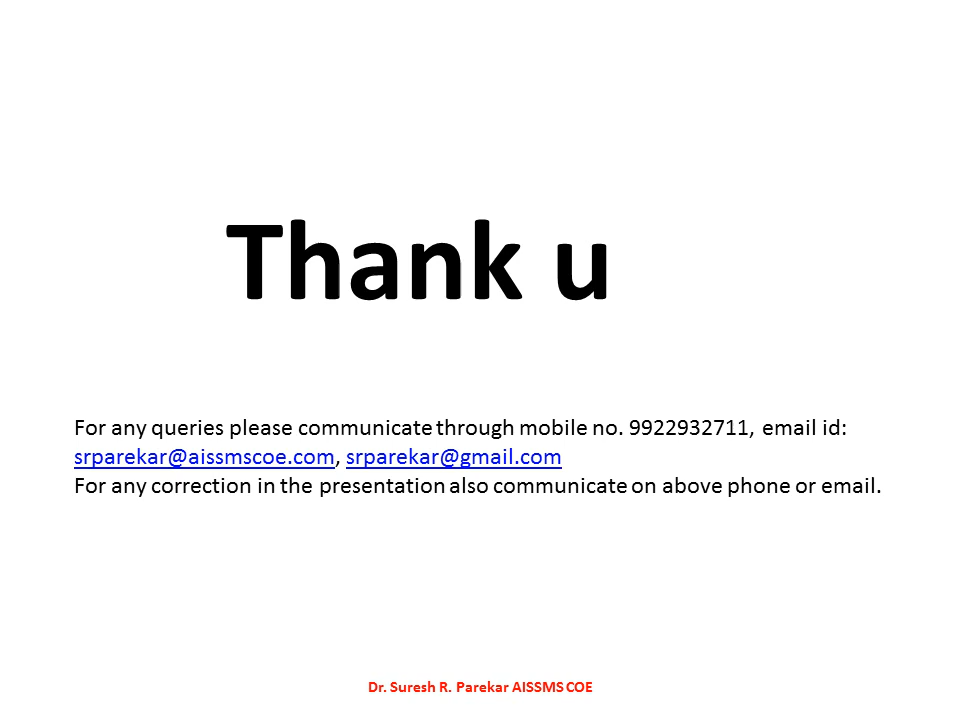 Thank u
For any queries please communicate through mobile no. 9922932711, email id:
srparekar@aissmscoe.com, srparekar@gmail.com
For any correction in the presentation also communicate on above phone or email.
Dr. Suresh R. Parekar AISSMS COE